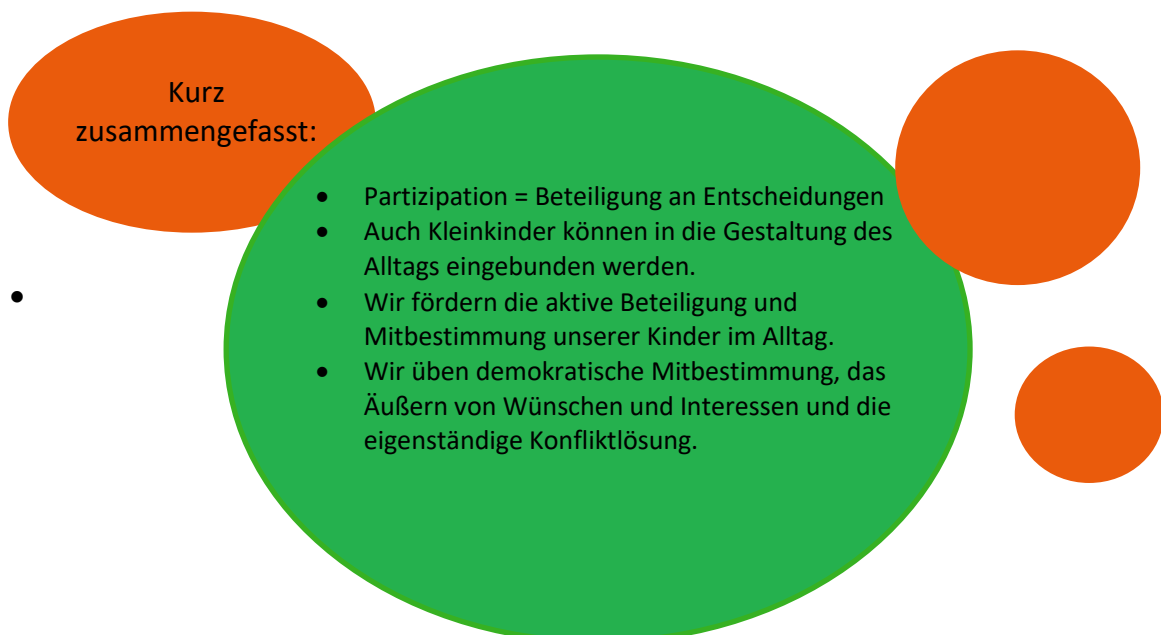 Kurz
zusammengefasst:
• Partizipation = Beteiligung an Entscheidungen
• Auch Kleinkinder können in die Gestaltung des
Alltags eingebunden werden.
• Wir fördern die aktive Beteiligung und
Mitbestimmung unserer Kinder im Alltag.
• Wir üben demokratische Mitbestimmung, das
Äußern von Wünschen und Interessen und die
eigenständige Konfliktlösung.
•